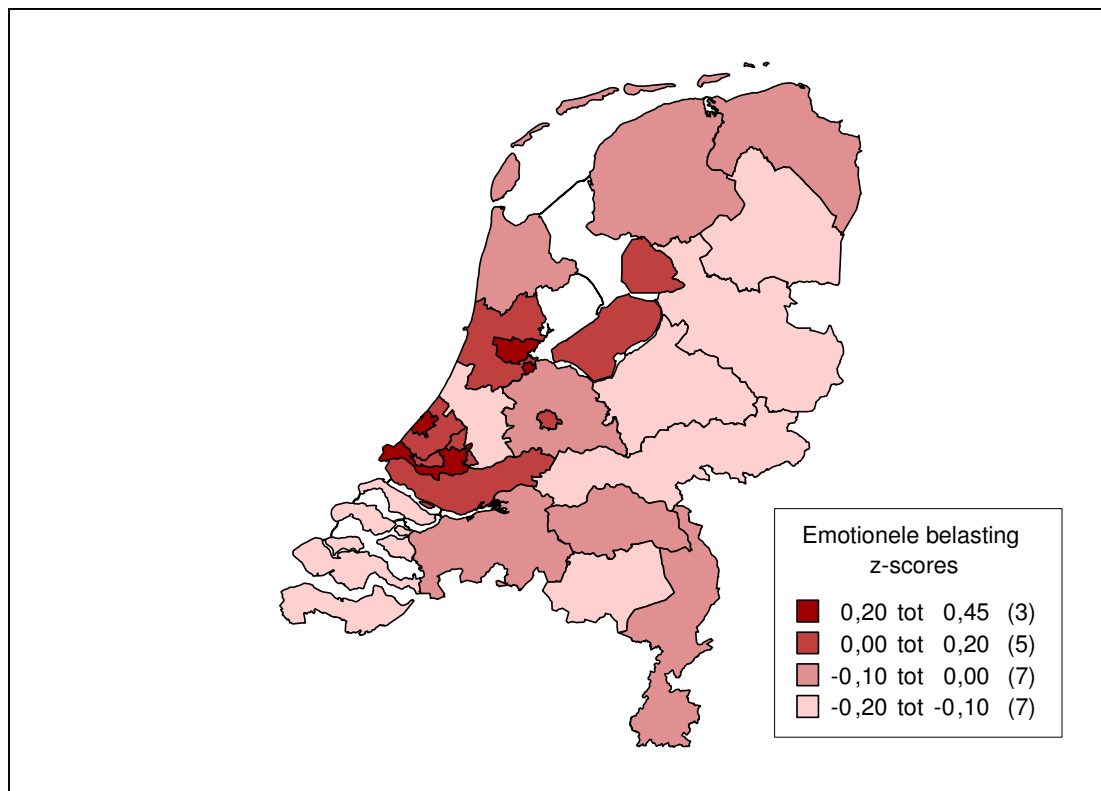 Emotionele belasting
z-scores
0,20 tot 0,45 (3)
0,00 tot 0,20 (5)
-0,10 tot 0,00 (7)
-0,20 tot -0,10 (7)